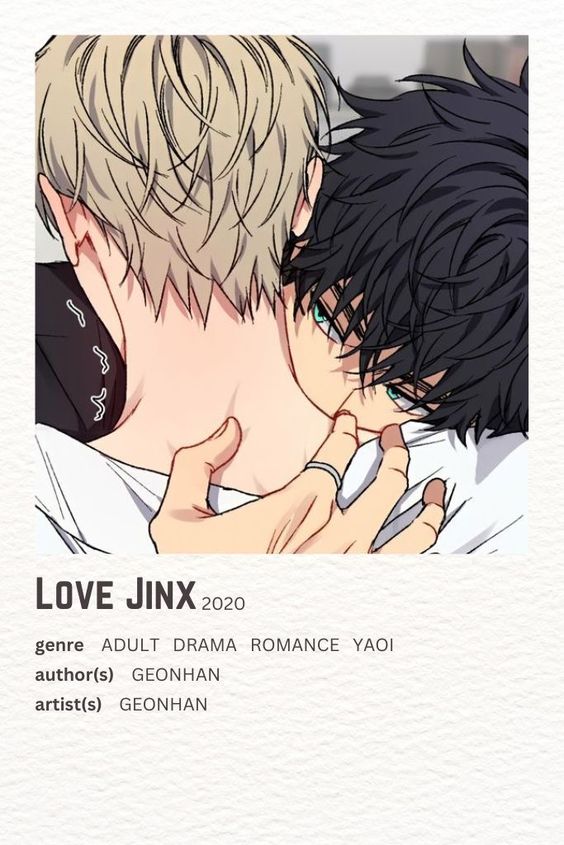 LOVE JINX 2020
genre ADULT DRAMA ROMANCE YAOI
author(s) GEONHAN
artist(s) GEONHAN